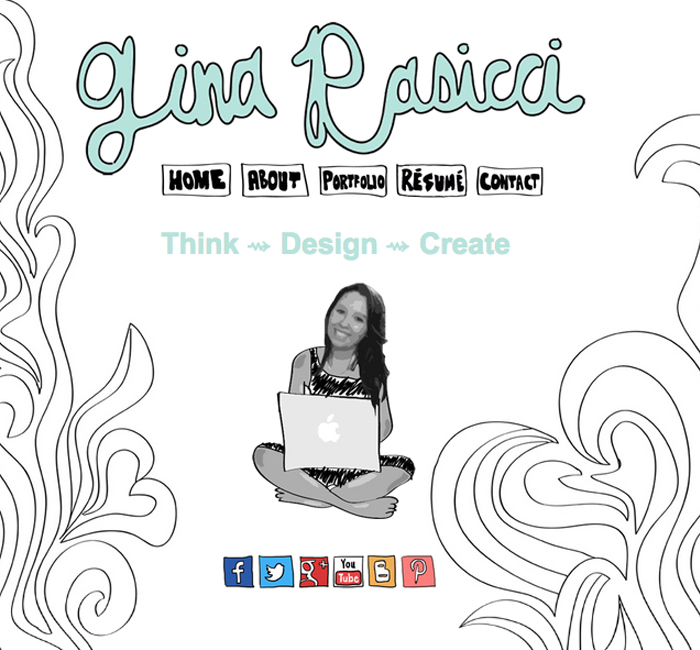 gina Rasicci
HOME ABOUT PORTFOLIO RÉSUMÉ CONTACT
Think ⇝ Design ⇝ Create
f g+ You Tube B p